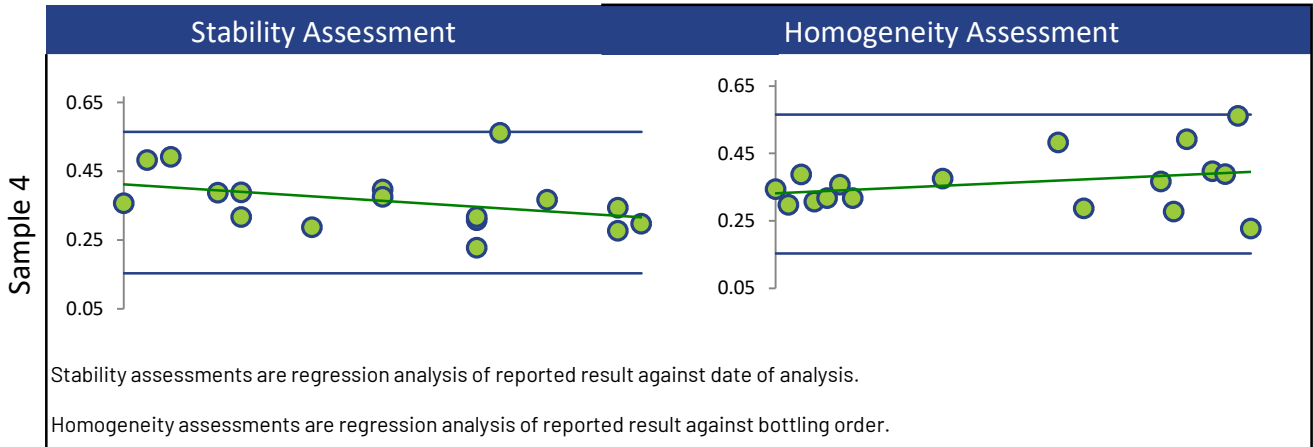 Stability Assessment
Homogeneity Assessment
Sample 4
0.65
0.45
0.25
0.05
0.65
0.45
0.25
0.05
Stability assessments are regression analysis of reported result against date of analysis.
Homogeneity assessments are regression analysis of reported result against bottling order.